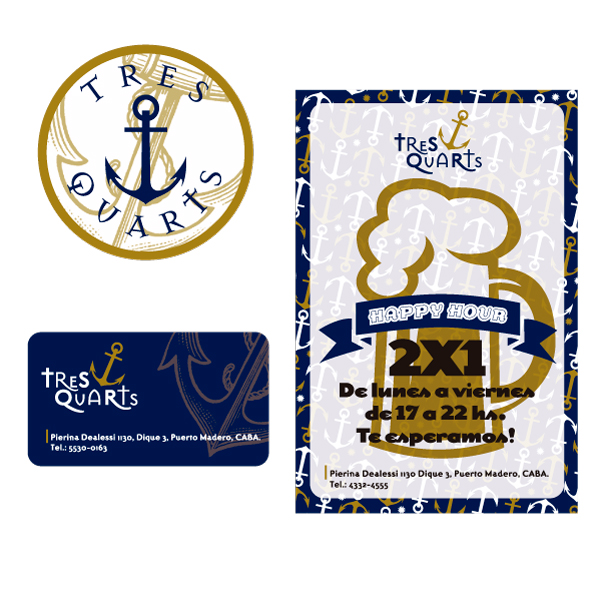 TRES
QUARTS
TRES
QUARTS
Pierina Dealessi 1130, Dique 3, Puerto Madero, CABA.
Tel.: 5530-0163
TRES
QUARTS
HAPPY HOUR
2X1
De lunes a viernes
de 17 a 22 hs.
Te esperamos!
Pierina Dealessi 1130 Dique 3, Puerto Madero, CABA.
Tel.: 4332-4555